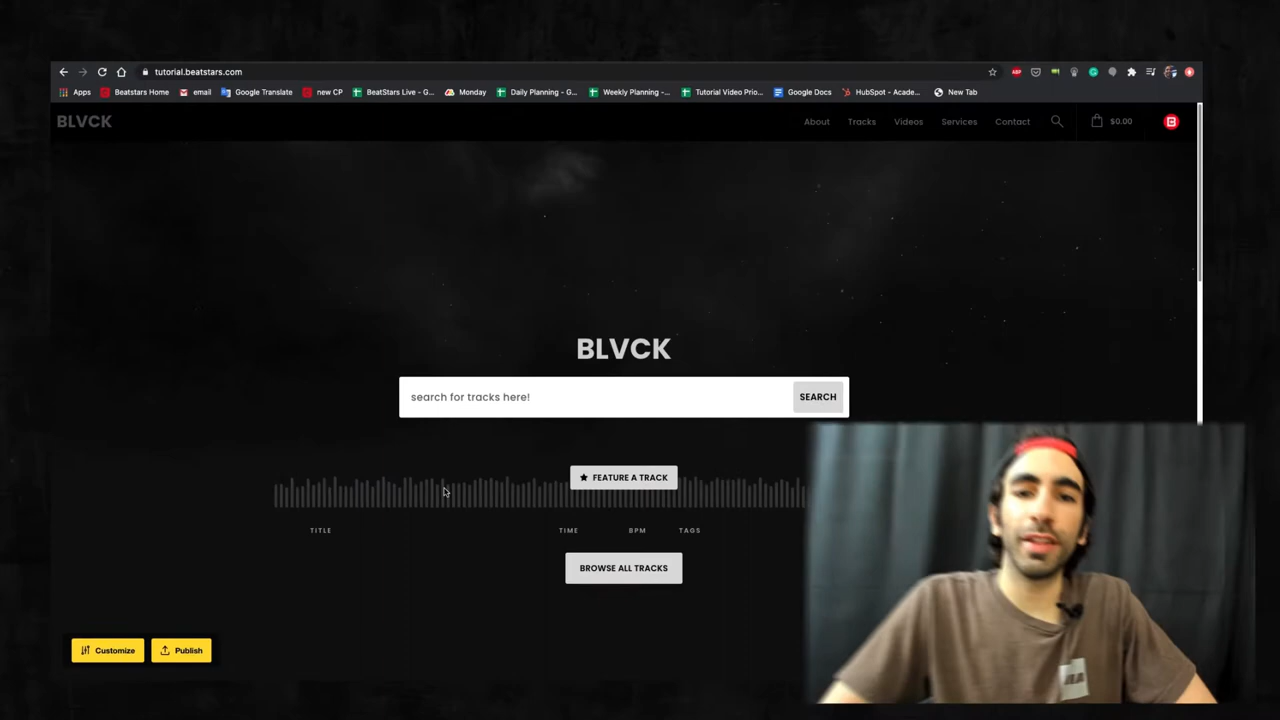 tutorial.beatstars.com
ABP
Apps
Beatstars Home
email
Google Translate
new CP
BeatStars Live - G...
Monday
Daily Planning - G...
Weekly Planning -...
Tutorial Video Prio...
Google Docs
HubSpot - Acade...
New Tab
BLVCK
About
Tracks
Videos
Services
Contact
$0.00
BLVCK
search for tracks here!
SEARCH
FEATURE A TRACK
TITLE
TIME
BPM
TAGS
BROWSE ALL TRACKS
Customize
Publish